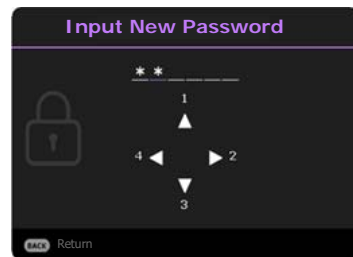 Input New Password
* * _ _ _ _
1
4 2
3
BACK Return